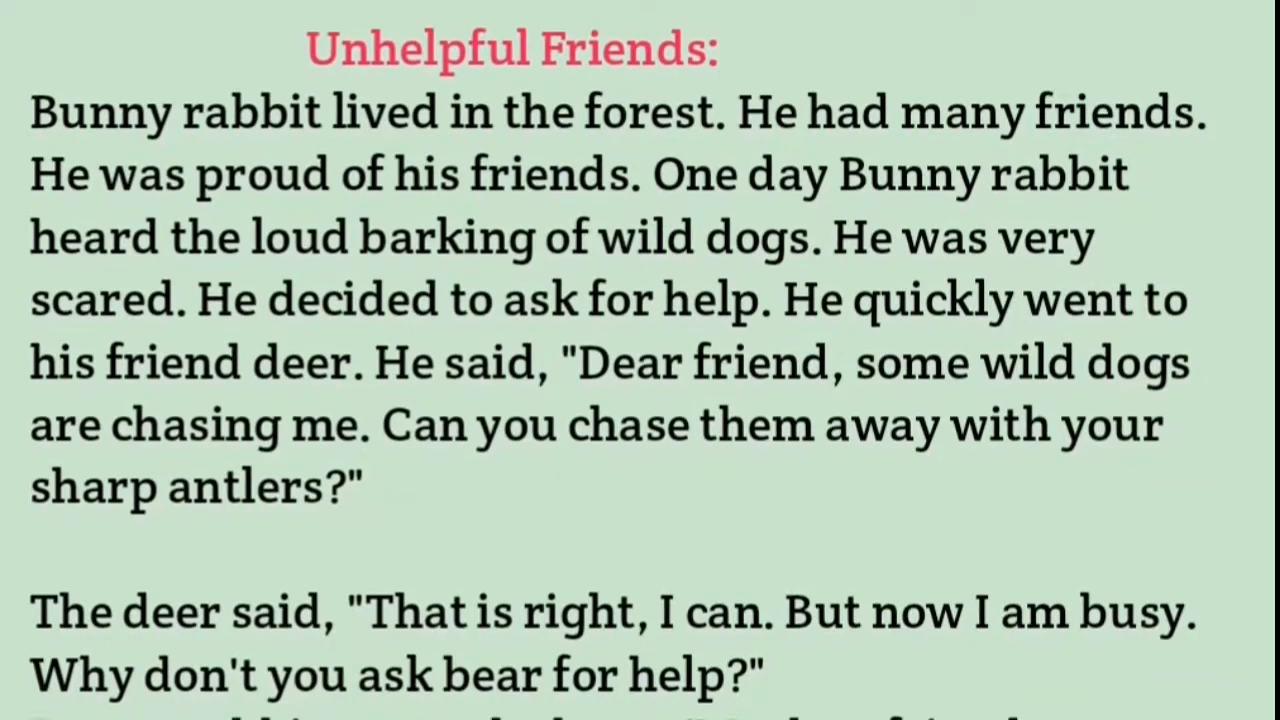 Unhelpful Friends:
Bunny rabbit lived in the forest. He had many friends.
He was proud of his friends. One day Bunny rabbit
heard the loud barking of wild dogs. He was very
scared. He decided to ask for help. He quickly went to
his friend deer. He said, "Dear friend, some wild dogs
are chasing me. Can you chase them away with your
sharp antlers?"
The deer said, "That is right, I can. But now I am busy.
Why don't you ask bear for help?"